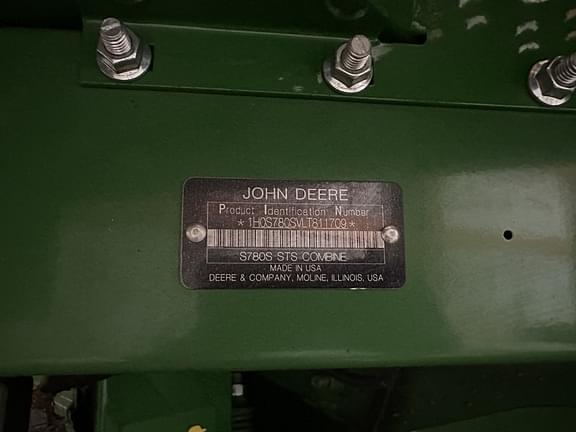 JOHN DEERE
Product Identification Number
*1H0S780SVLT811709*
S780S STS COMBINE
MADE IN USA
DEERE & COMPANY, MOLINE, ILLINOIS, USA